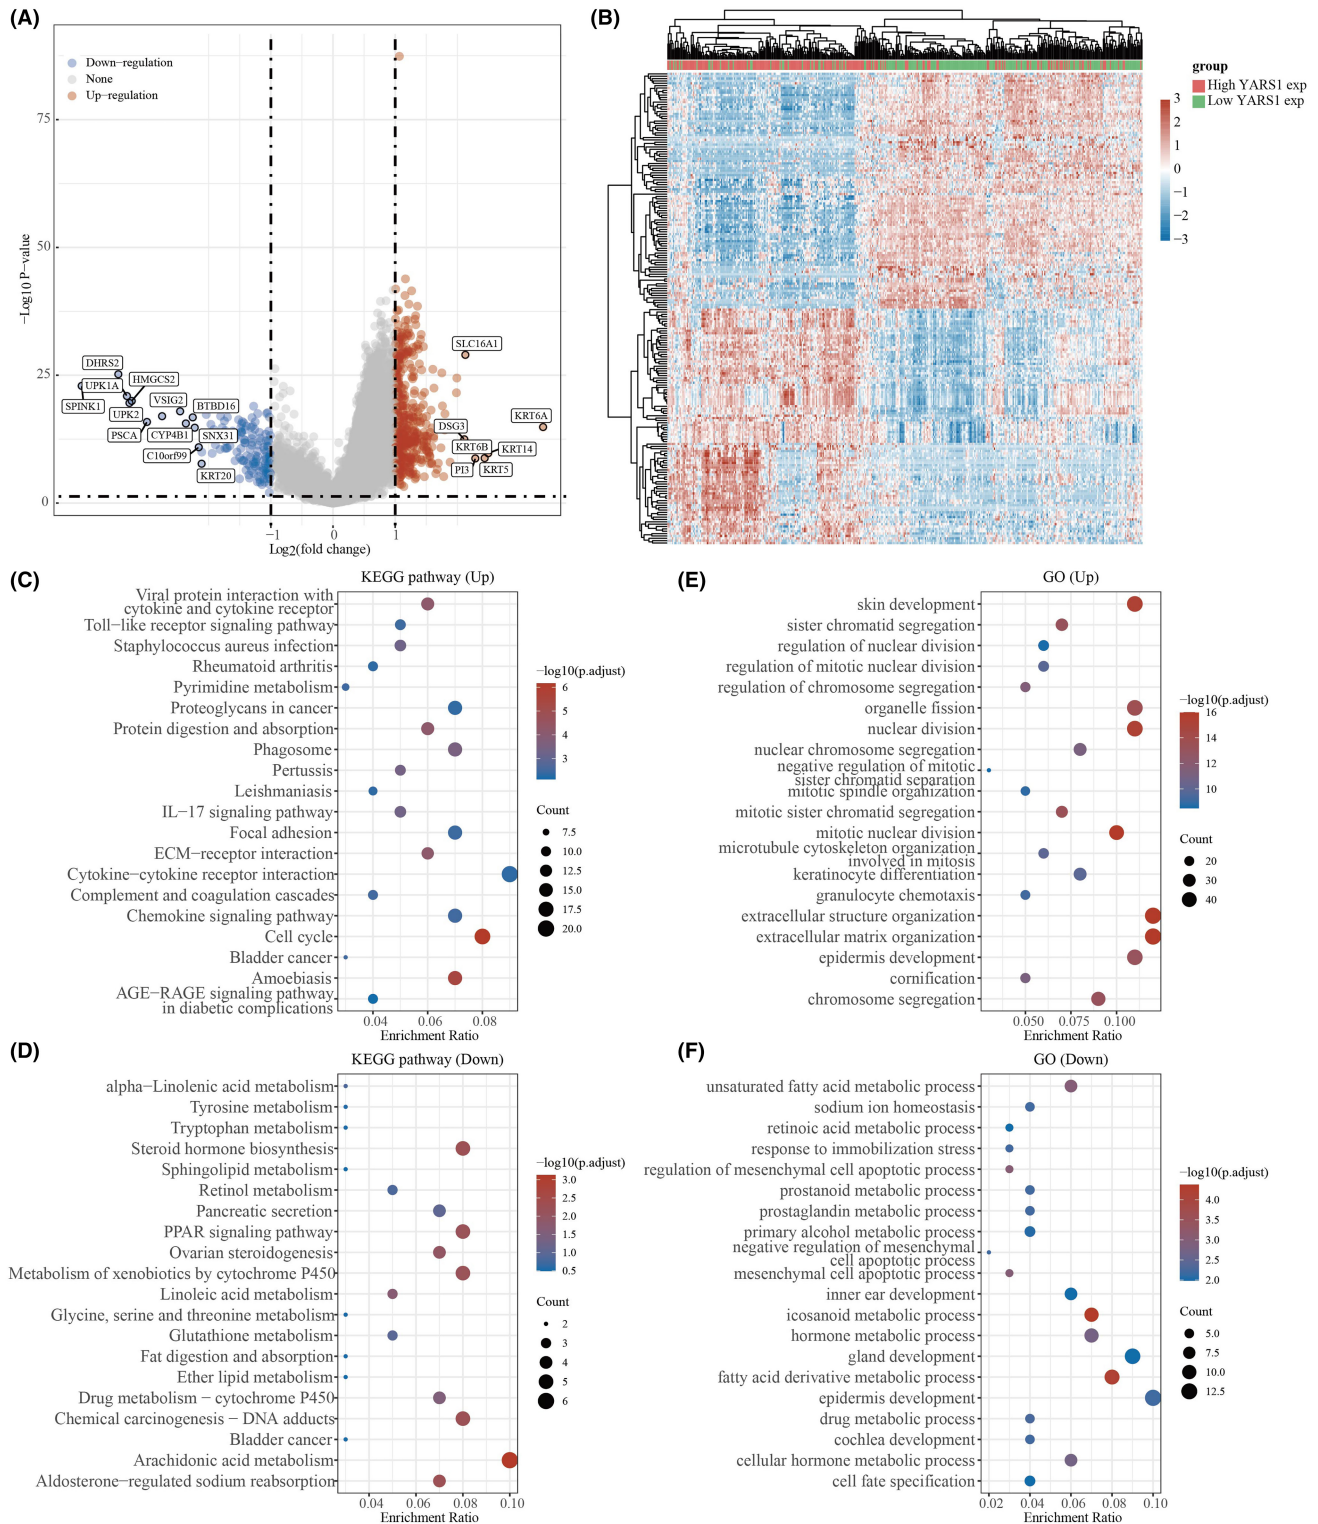 (A)
Down−regulation
None
Up−regulation
75
50
25
0
−Log10 P−value
DHRS2
HMGCS2
UPK1A
SPINK1
VSIG2
BTBD16
UPK2
PSCA
CYP4B1
SNX31
C10orf99
KRT20
SLC16A1
KRT6A
DSG3
KRT6B
KRT14
PI3
KRT5
−1
0
1
Log2(fold change)
(B)
group
High YARS1 exp
Low YARS1 exp
3
2
1
0
−1
−2
−3
(C)
KEGG pathway (Up)
Viral protein interaction with
cytokine and cytokine receptor
Toll−like receptor signaling pathway
Staphylococcus aureus infection
Rheumatoid arthritis
Pyrimidine metabolism
Proteoglycans in cancer
Protein digestion and absorption
Phagosome
Pertussis
Leishmaniasis
IL−17 signaling pathway
Focal adhesion
ECM−receptor interaction
Cytokine−cytokine receptor interaction
Complement and coagulation cascades
Chemokine signaling pathway
Cell cycle
Bladder cancer
Amoebiasis
AGE−RAGE signaling pathway
in diabetic complications
0.04
0.06
0.08
Enrichment Ratio
−log10(p.adjust)
6
5
4
3
Count
7.5
10.0
12.5
15.0
17.5
20.0
(E)
GO (Up)
skin development
sister chromatid segregation
regulation of nuclear division
regulation of mitotic nuclear division
regulation of chromosome segregation
organelle fission
nuclear division
nuclear chromosome segregation
negative regulation of mitotic
sister chromatid separation
mitotic spindle organization
mitotic sister chromatid segregation
mitotic nuclear division
microtubule cytoskeleton organization
involved in mitosis
keratinocyte differentiation
granulocyte chemotaxis
extracellular structure organization
extracellular matrix organization
epidermis development
cornification
chromosome segregation
0.050
0.075
0.100
Enrichment Ratio
−log10(p.adjust)
16
14
12
10
Count
20
30
40
(D)
KEGG pathway (Down)
alpha−Linolenic acid metabolism
Tyrosine metabolism
Tryptophan metabolism
Steroid hormone biosynthesis
Sphingolipid metabolism
Retinol metabolism
Pancreatic secretion
PPAR signaling pathway
Ovarian steroidogenesis
Metabolism of xenobiotics by cytochrome P450
Linoleic acid metabolism
Glycine, serine and threonine metabolism
Glutathione metabolism
Fat digestion and absorption
Ether lipid metabolism
Drug metabolism − cytochrome P450
Chemical carcinogenesis − DNA adducts
Bladder cancer
Arachidonic acid metabolism
Aldosterone−regulated sodium reabsorption
0.04
0.06
0.08
0.10
Enrichment Ratio
−log10(p.adjust)
3.0
2.5
2.0
1.5
1.0
0.5
Count
2
3
4
5
6
(F)
GO (Down)
unsaturated fatty acid metabolic process
sodium ion homeostasis
retinoic acid metabolic process
response to immobilization stress
regulation of mesenchymal cell apoptotic process
prostanoid metabolic process
prostaglandin metabolic process
primary alcohol metabolic process
negative regulation of mesenchymal
cell apoptotic process
mesenchymal cell apoptotic process
inner ear development
icosanoid metabolic process
hormone metabolic process
gland development
fatty acid derivative metabolic process
epidermis development
drug metabolic process
cochlea development
cellular hormone metabolic process
cell fate specification
0.02
0.04
0.06
0.08
0.10
Enrichment Ratio
−log10(p.adjust)
4.0
3.5
3.0
2.5
2.0
Count
5.0
7.5
10.0
12.5